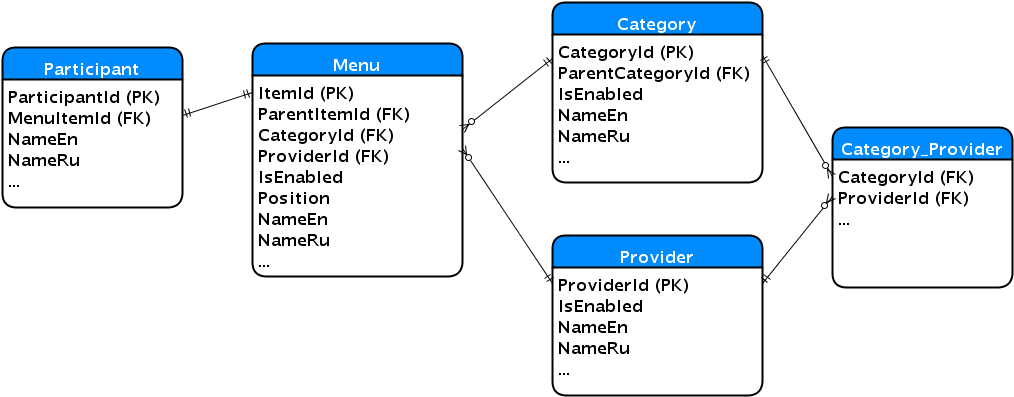 Participant
ParticipantId (PK)
MenuItemId (FK)
NameEn
NameRu
...
Menu
ItemId (PK)
ParentItemId (FK)
CategoryId (FK)
ProviderId (FK)
IsEnabled
Position
NameEn
NameRu
...
Category
CategoryId (PK)
ParentCategoryId (FK)
IsEnabled
NameEn
NameRu
...
Provider
ProviderId (PK)
IsEnabled
NameEn
NameRu
...
Category_Provider
CategoryId (FK)
ProviderId (FK)
...